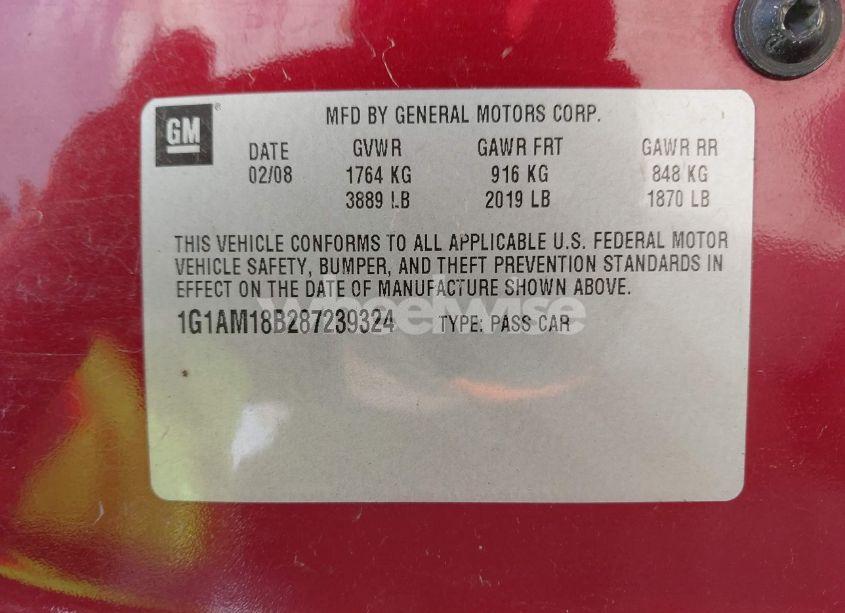 GM
MFD BY GENERAL MOTORS CORP.
DATE GVWR GAWR FRT GAWR RR
02/08 1764 KG 916 KG 848 KG
3889 LB 2019 LB 1870 LB
THIS VEHICLE CONFORMS TO ALL APPLICABLE U.S. FEDERAL MOTOR
VEHICLE SAFETY, BUMPER, AND THEFT PREVENTION STANDARDS IN
EFFECT ON THE DATE OF MANUFACTURE SHOWN ABOVE.
Wheelwise
1G1AM18B287239324 TYPE: PASS CAR